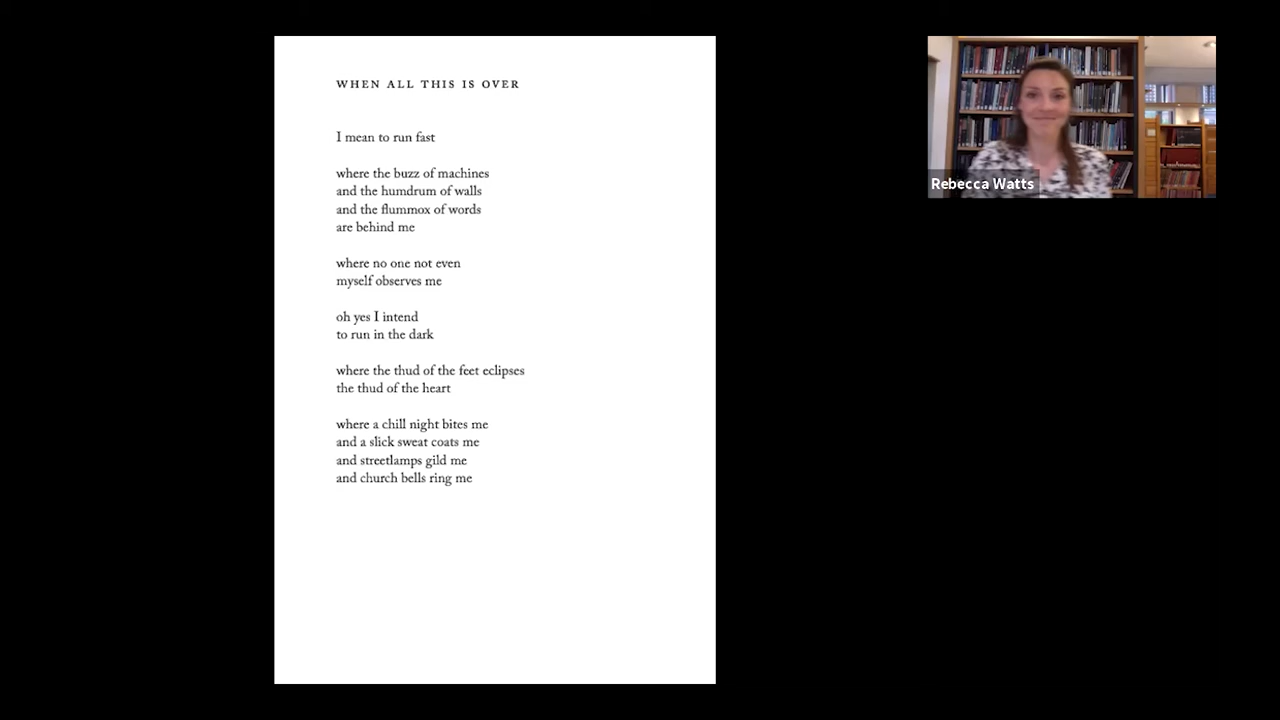 WHEN ALL THIS IS OVER
I mean to run fast
where the buzz of machines
and the humdrum of walls
and the flummox of words
are behind me
where no one not even
myself observes me
oh yes I intend
to run in the dark
where the thud of the feet eclipses
the thud of the heart
where a chill night bites me
and a slick sweat coats me
and streetlamps gild me
and church bells ring me
Rebecca Watts